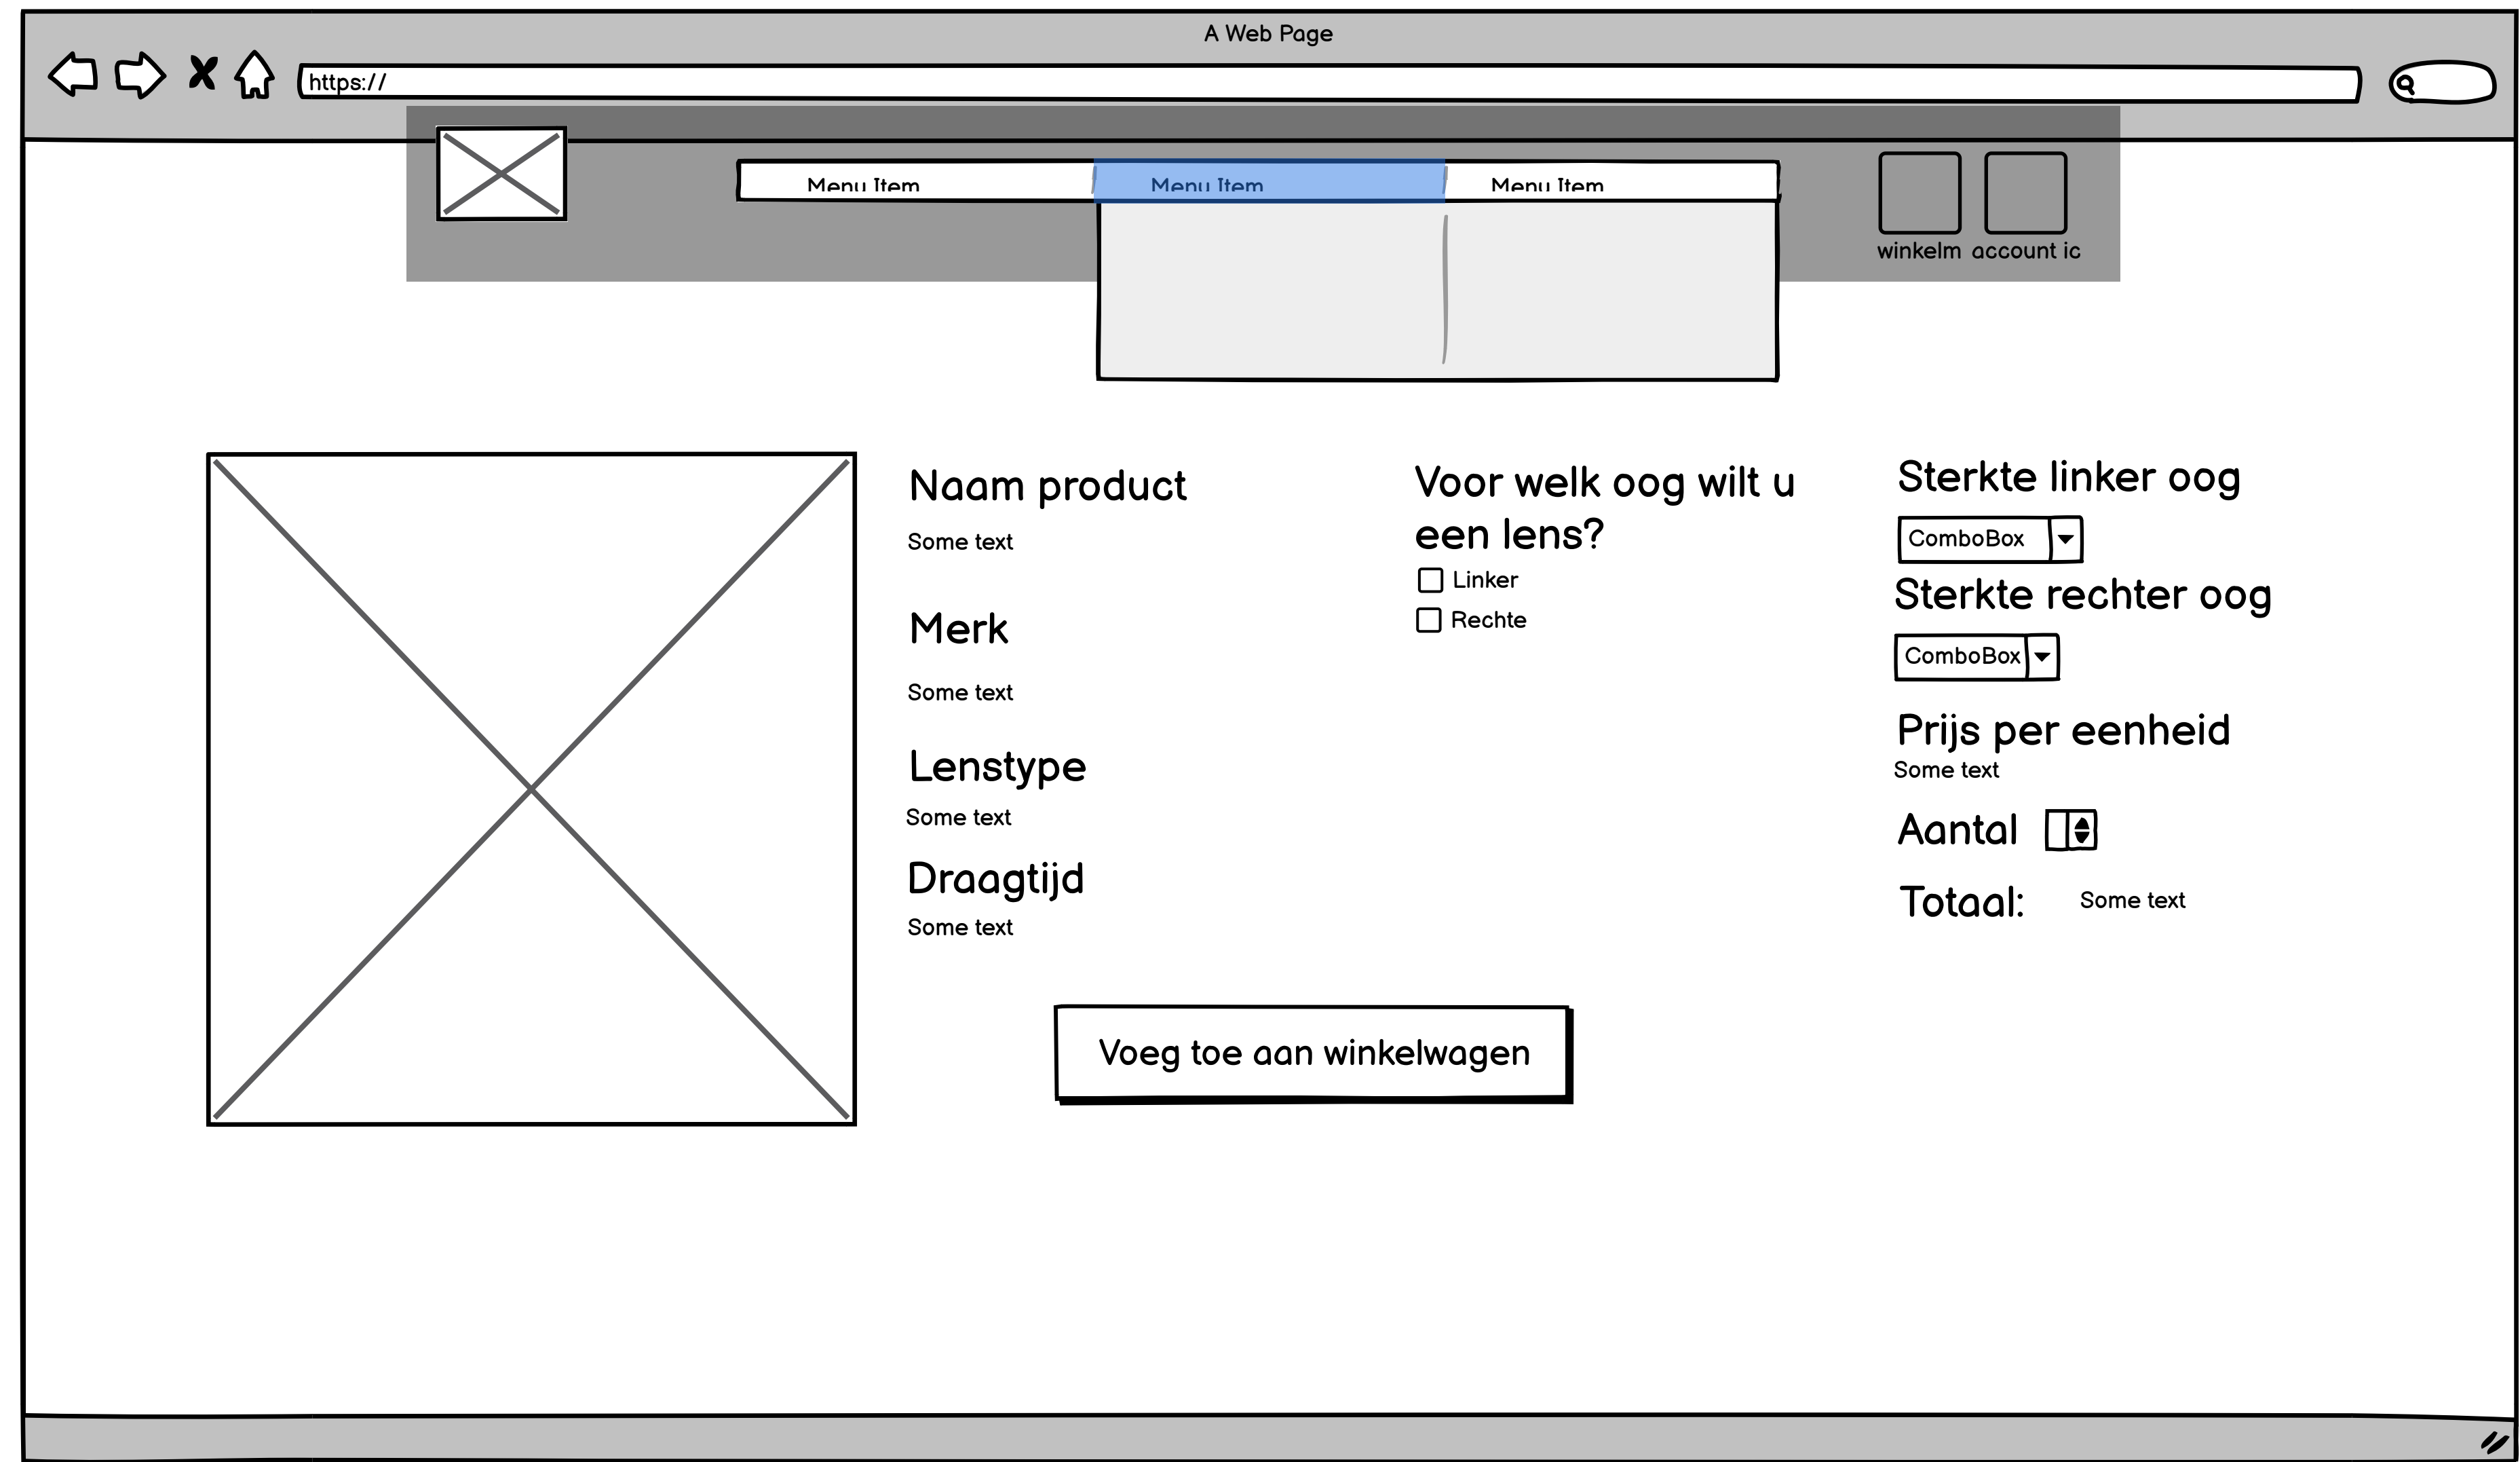 A Web Page
https://
Menu Item
Menu Item
Menu Item
winkelm
account ic
Naam product
Some text
Merk
Some text
Lenstype
Some text
Draagtijd
Some text
Voor welk oog wilt u
een lens?
Linker
Rechte
Sterkte linker oog
ComboBox
Sterkte rechter oog
ComboBox
Prijs per eenheid
Some text
Aantal
Totaal: Some text
Voeg toe aan winkelwagen